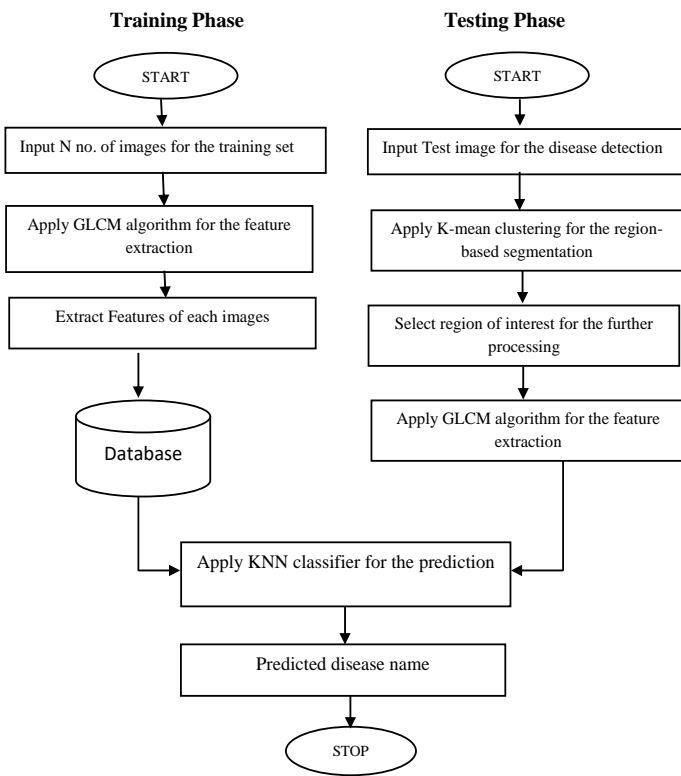 Training Phase
START
Input N no. of images for the training set
Apply GLCM algorithm for the feature
extraction
Extract Features of each images
Database
Testing Phase
START
Input Test image for the disease detection
Apply K-mean clustering for the region-
based segmentation
Select region of interest for the further
processing
Apply GLCM algorithm for the feature
extraction
Apply KNN classifier for the prediction
Predicted disease name
STOP